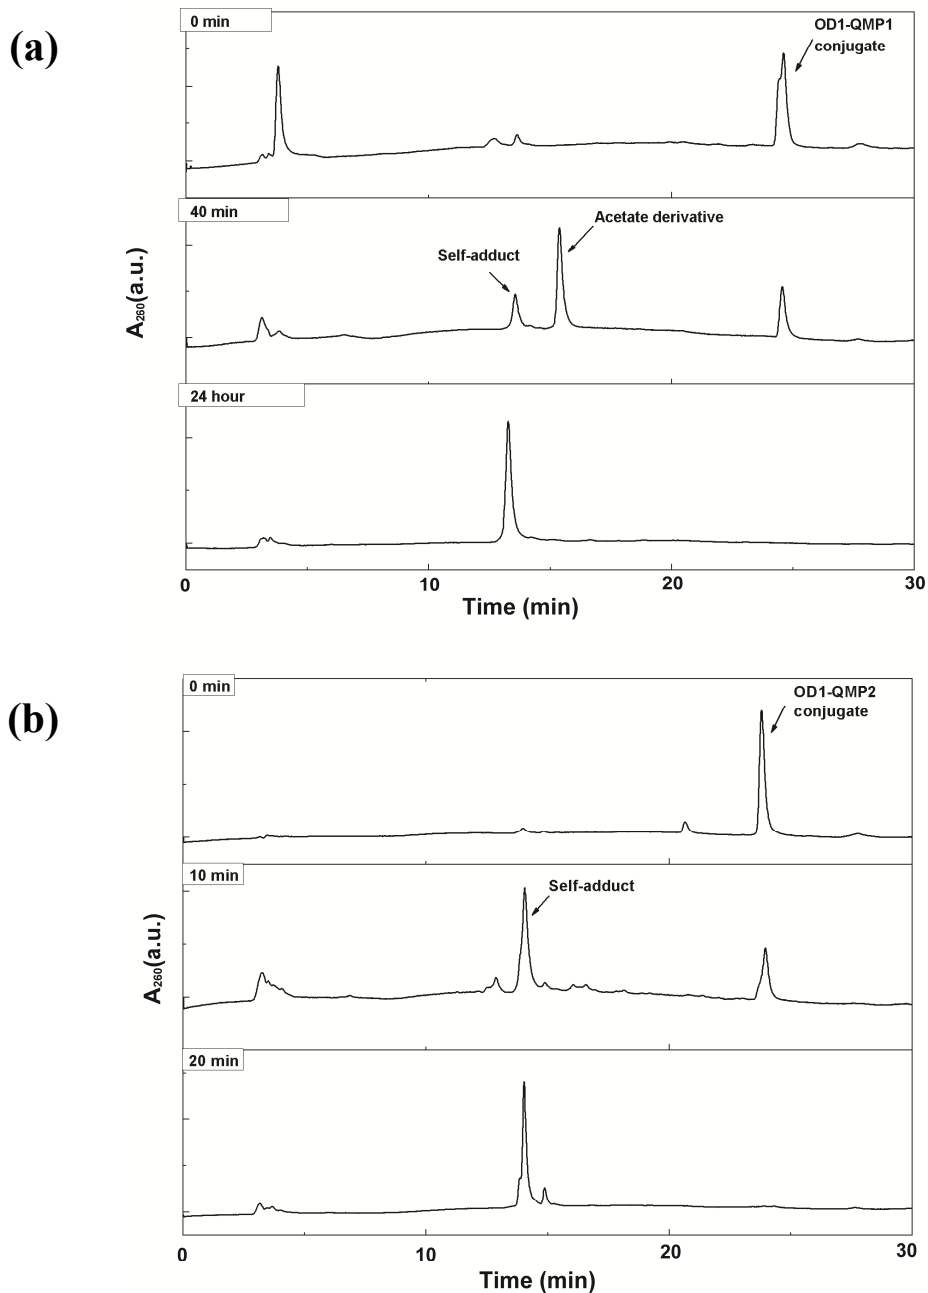 (a)
0 min
OD1-QMP1
conjugate
40 min
Acetate derivative
Self-adduct
A260(a.u.)
24 hour
0 10 20 30
Time (min)
(b)
0 min
OD1-QMP2
conjugate
10 min
Self-adduct
A260(a.u.)
20 min
0 10 20 30
Time (min)